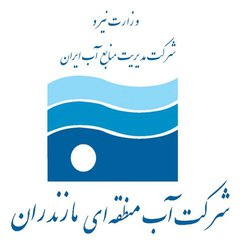 وزارت نیرو
شرکت مدیریت منابع آب ایران
شرکت آب منطقه ای مازندران